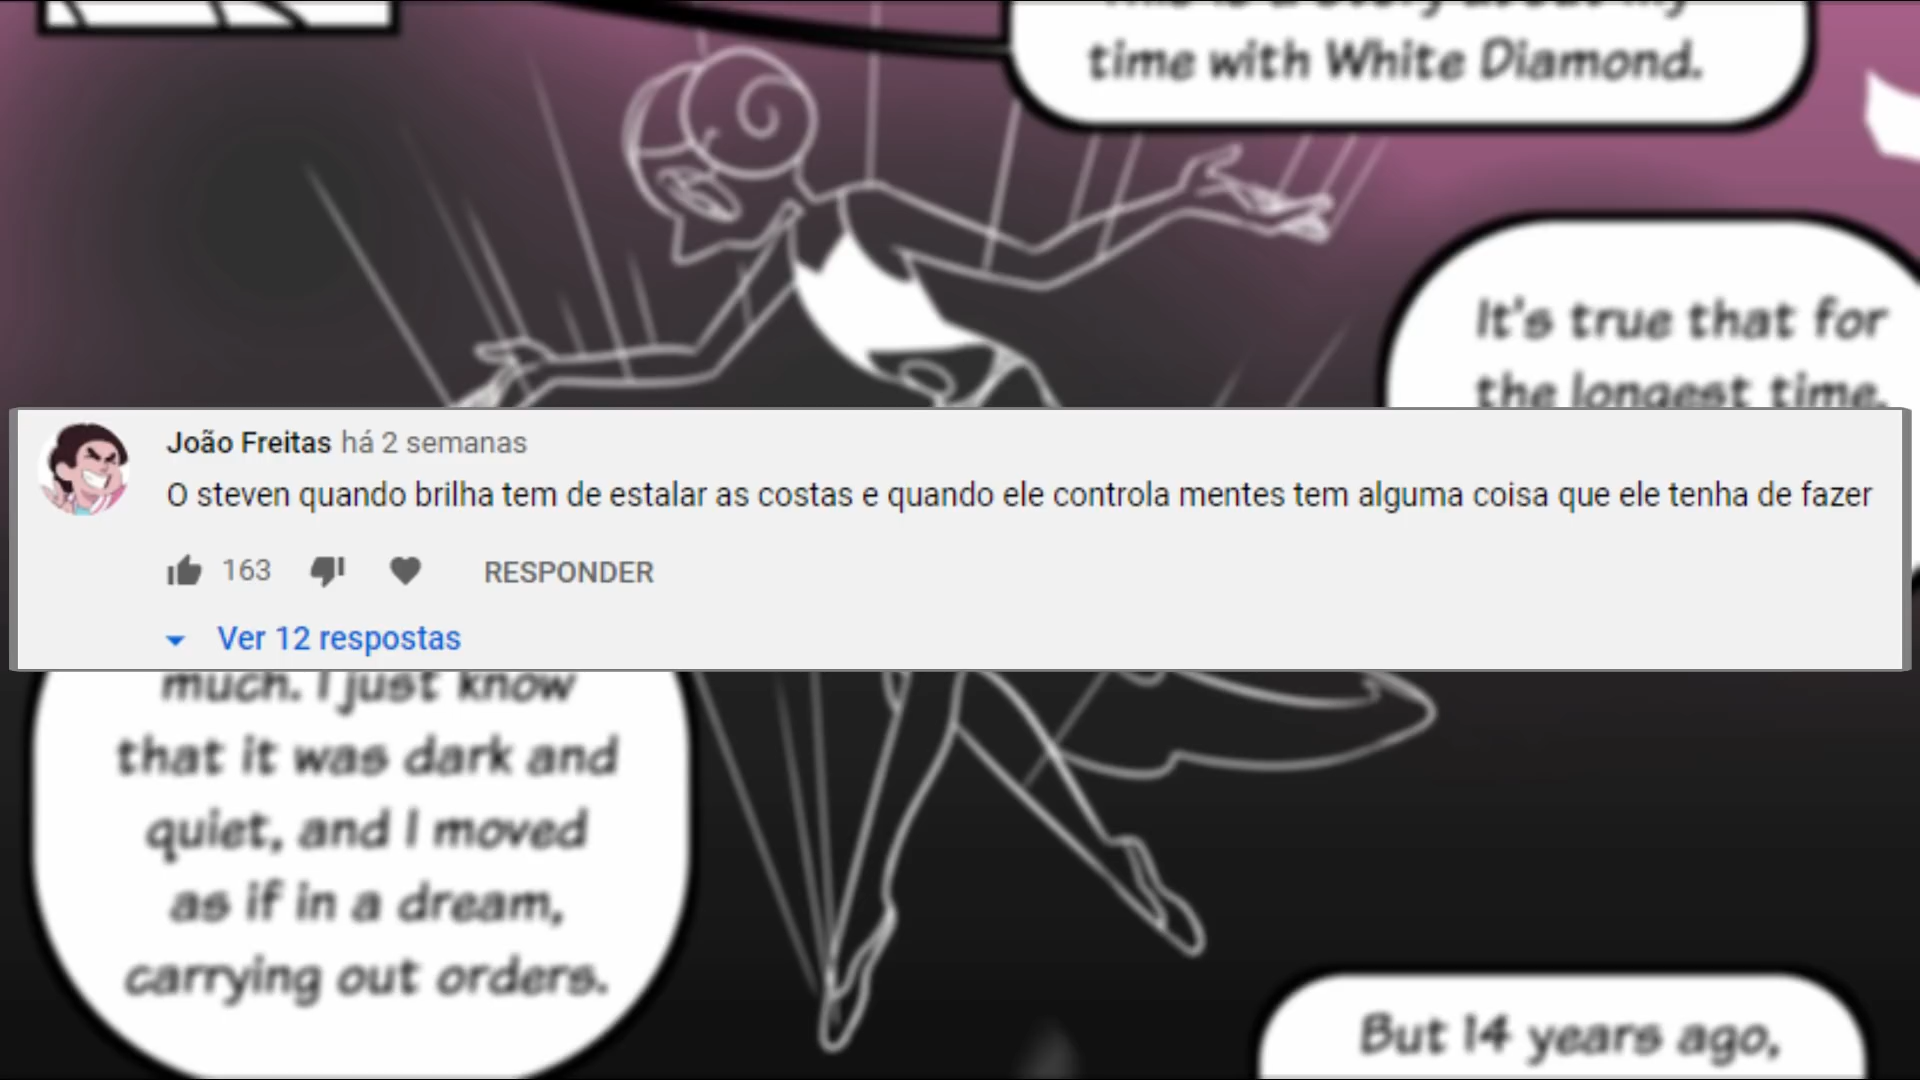 time with White Diamond.
It's true that for
the longest time,
João Freitas há 2 semanas
O steven quando brilha tem de estalar as costas e quando ele controla mentes tem alguma coisa que ele tenha de fazer
163 RESPONDER
Ver 12 respostas
much. I just know
that it was dark and
quiet, and I moved
as if in a dream,
carrying out orders.
But 14 years ago,